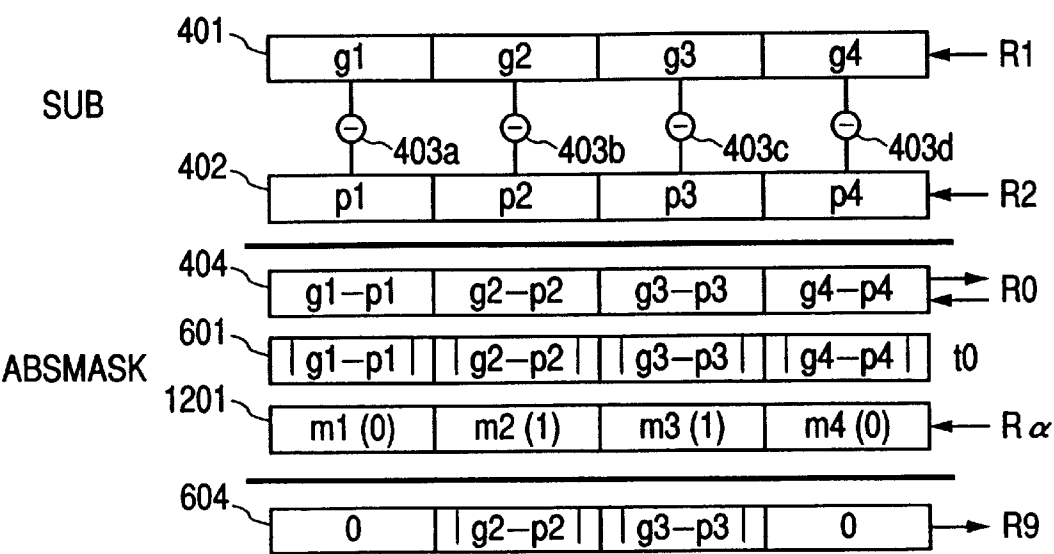 401 g1 g2 g3 g4 R1
SUB
⊖ 403a ⊖ 403b ⊖ 403c ⊖ 403d
402 p1 p2 p3 p4 R2
404 g1−p1 g2−p2 g3−p3 g4−p4 R0
601 |g1−p1| |g2−p2| |g3−p3| |g4−p4| t0
ABSMASK
1201 m1 (0) m2 (1) m3 (1) m4 (0) Rα
604 0 |g2−p2| |g3−p3| 0 R9